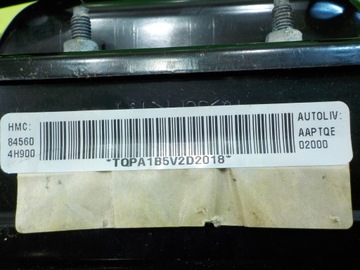 HMC:
84560
4H900
AUTOLIV:
AAPTQE
02000
*TQPA1B5V2D2018*